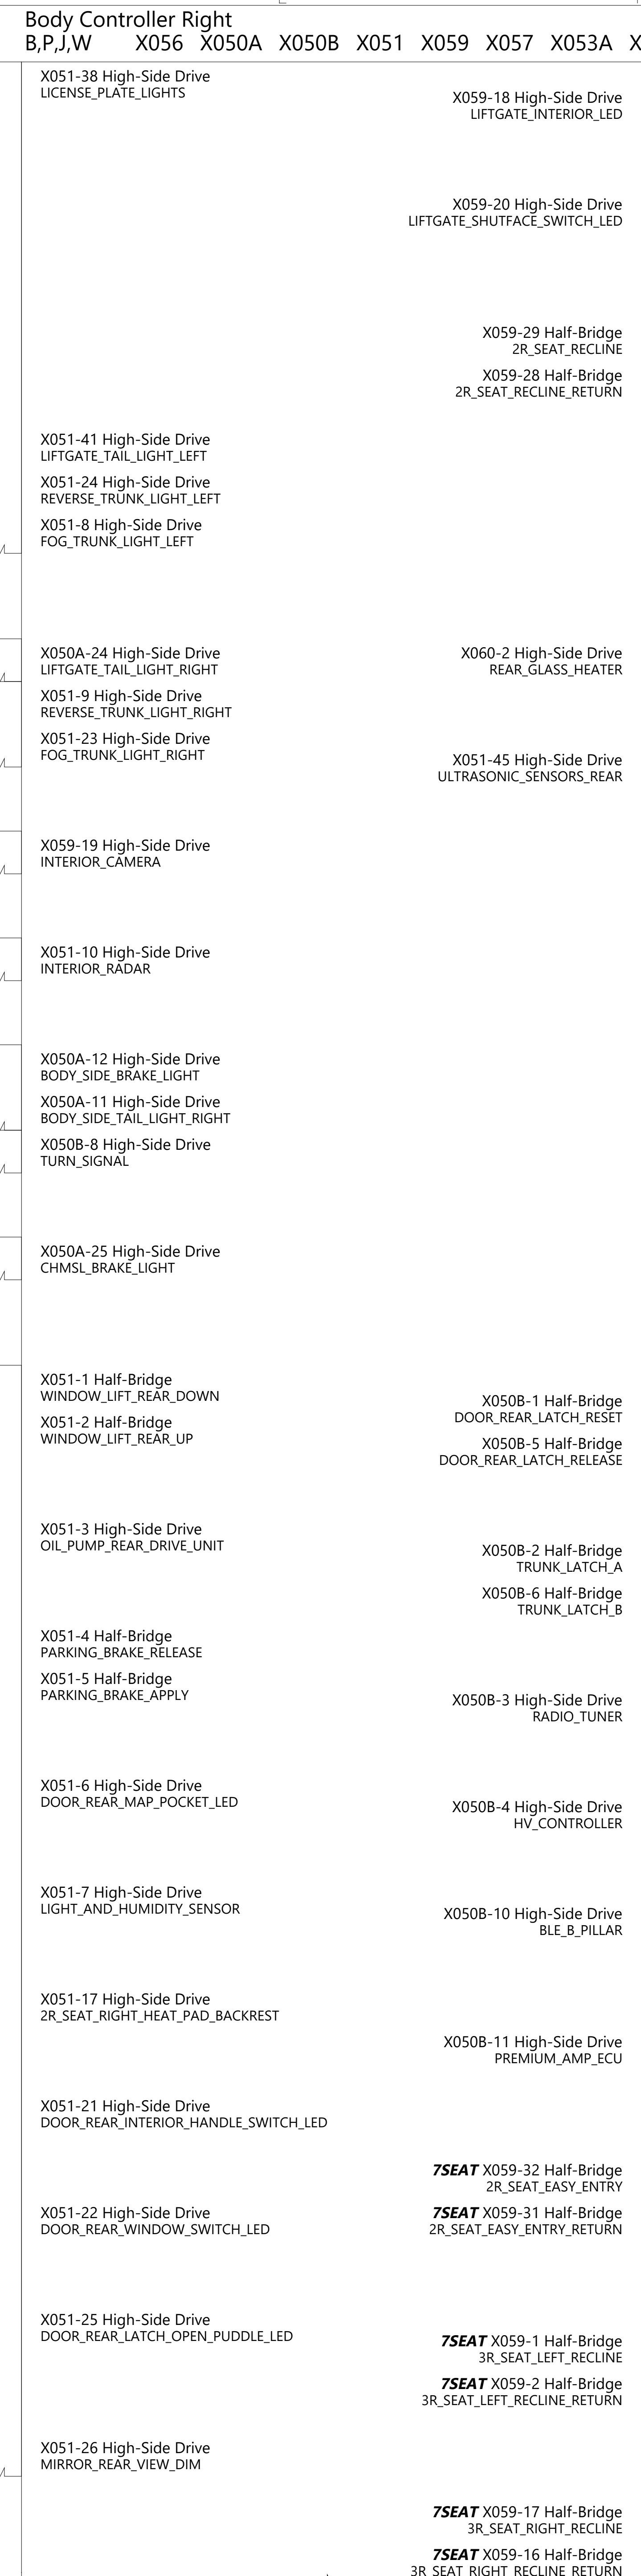 Body Controller Right
B,P,J,W X056 X050A X050B X051 X059 X057 X053A
X051-38 High-Side Drive
LICENSE_PLATE_LIGHTS
X059-18 High-Side Drive
LIFTGATE_INTERIOR_LED
X059-20 High-Side Drive
LIFTGATE_SHUTFACE_SWITCH_LED
X059-29 Half-Bridge
2R_SEAT_RECLINE
X059-28 Half-Bridge
2R_SEAT_RECLINE_RETURN
X051-41 High-Side Drive
LIFTGATE_TAIL_LIGHT_LEFT
X051-24 High-Side Drive
REVERSE_TRUNK_LIGHT_LEFT
X051-8 High-Side Drive
FOG_TRUNK_LIGHT_LEFT
X050A-24 High-Side Drive
LIFTGATE_TAIL_LIGHT_RIGHT
X060-2 High-Side Drive
REAR_GLASS_HEATER
X051-9 High-Side Drive
REVERSE_TRUNK_LIGHT_RIGHT
X051-23 High-Side Drive
FOG_TRUNK_LIGHT_RIGHT
X051-45 High-Side Drive
ULTRASONIC_SENSORS_REAR
X059-19 High-Side Drive
INTERIOR_CAMERA
X051-10 High-Side Drive
INTERIOR_RADAR
X050A-12 High-Side Drive
BODY_SIDE_BRAKE_LIGHT
X050A-11 High-Side Drive
BODY_SIDE_TAIL_LIGHT_RIGHT
X050B-8 High-Side Drive
TURN_SIGNAL
X050A-25 High-Side Drive
CHMSL_BRAKE_LIGHT
X051-1 Half-Bridge
WINDOW_LIFT_REAR_DOWN
X050B-1 Half-Bridge
DOOR_REAR_LATCH_RESET
X051-2 Half-Bridge
WINDOW_LIFT_REAR_UP
X050B-5 Half-Bridge
DOOR_REAR_LATCH_RELEASE
X051-3 High-Side Drive
OIL_PUMP_REAR_DRIVE_UNIT
X050B-2 Half-Bridge
TRUNK_LATCH_A
X050B-6 Half-Bridge
TRUNK_LATCH_B
X051-4 Half-Bridge
PARKING_BRAKE_RELEASE
X051-5 Half-Bridge
PARKING_BRAKE_APPLY
X050B-3 High-Side Drive
RADIO_TUNER
X051-6 High-Side Drive
DOOR_REAR_MAP_POCKET_LED
X050B-4 High-Side Drive
HV_CONTROLLER
X051-7 High-Side Drive
LIGHT_AND_HUMIDITY_SENSOR
X050B-10 High-Side Drive
BLE_B_PILLAR
X051-17 High-Side Drive
2R_SEAT_RIGHT_HEAT_PAD_BACKREST
X050B-11 High-Side Drive
PREMIUM_AMP_ECU
X051-21 High-Side Drive
DOOR_REAR_INTERIOR_HANDLE_SWITCH_LED
7SEAT X059-32 Half-Bridge
2R_SEAT_EASY_ENTRY
X051-22 High-Side Drive
DOOR_REAR_WINDOW_SWITCH_LED
7SEAT X059-31 Half-Bridge
2R_SEAT_EASY_ENTRY_RETURN
X051-25 High-Side Drive
DOOR_REAR_LATCH_OPEN_PUDDLE_LED
7SEAT X059-1 Half-Bridge
3R_SEAT_LEFT_RECLINE
7SEAT X059-2 Half-Bridge
3R_SEAT_LEFT_RECLINE_RETURN
X051-26 High-Side Drive
MIRROR_REAR_VIEW_DIM
7SEAT X059-17 Half-Bridge
3R_SEAT_RIGHT_RECLINE
7SEAT X059-16 Half-Bridge
3R_SEAT_RIGHT_RECLINE_RETURN